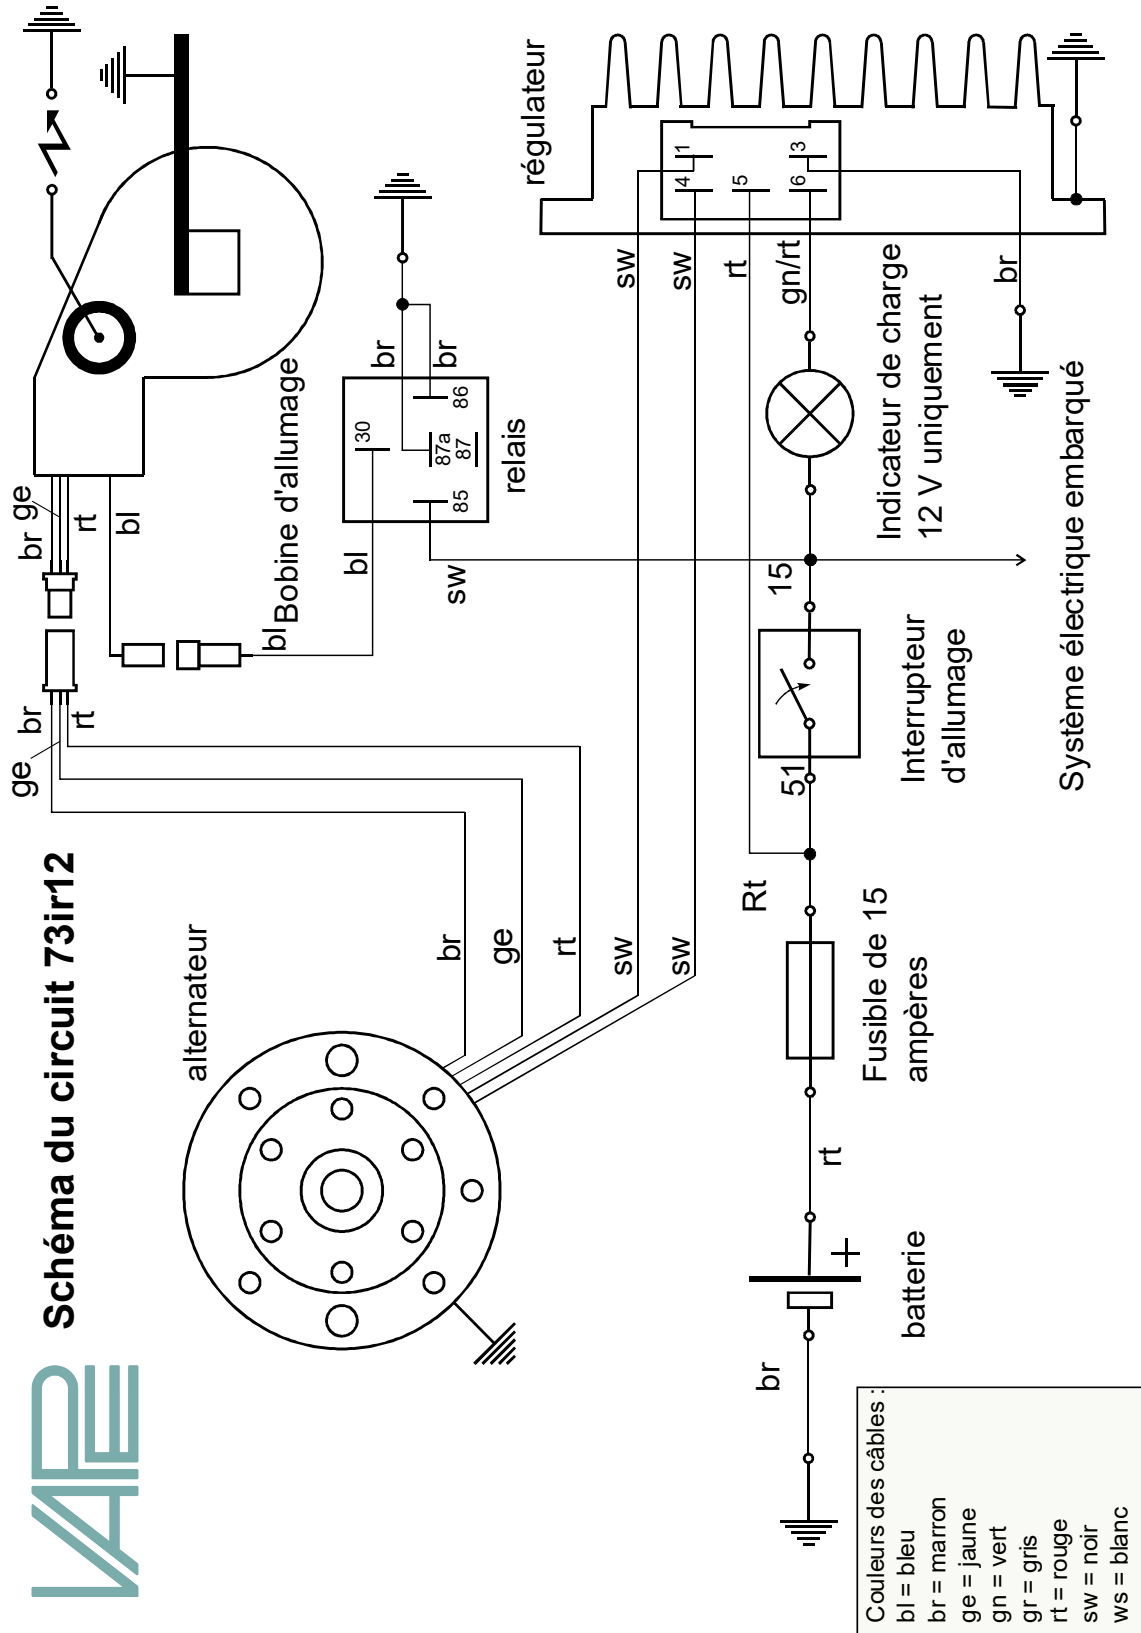 VAPE
Schéma du circuit 73ir12
alternateur
br
ge
rt
sw
sw
ge
br
rt
br
ge
rt
bl
bl
Bobine d'allumage
bl
sw
30
87a
87
85
86
relais
br
br
régulateur
1
4
5
3
6
sw
sw
rt
gn/rt
br
Indicateur de charge
12 V uniquement
Système électrique embarqué
15
51
Interrupteur
d'allumage
Rt
Fusible de 15
ampères
rt
+
batterie
br
Couleurs des câbles :
bl = bleu
br = marron
ge = jaune
gn = vert
gr = gris
rt = rouge
sw = noir
ws = blanc